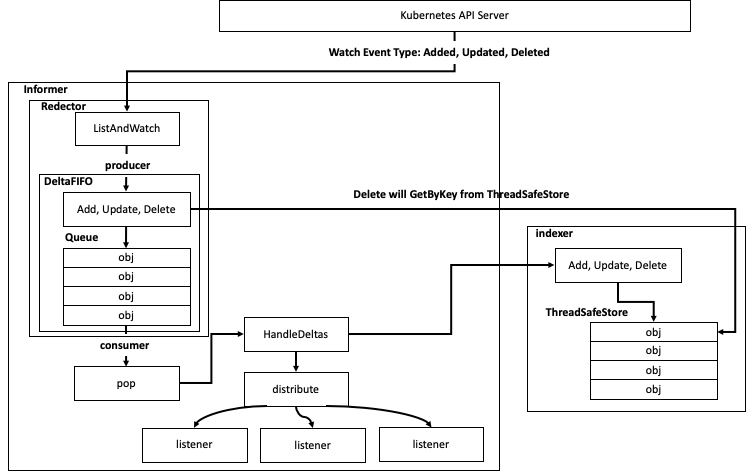 Kubernetes API Server
Watch Event Type: Added, Updated, Deleted
Informer
Redector
ListAndWatch
producer
DeltaFIFO
Add, Update, Delete
Delete will GetByKey from ThreadSafeStore
Queue
obj
obj
obj
obj
indexer
Add, Update, Delete
ThreadSafeStore
obj
obj
obj
obj
consumer
HandleDeltas
pop
distribute
listener
listener
listener